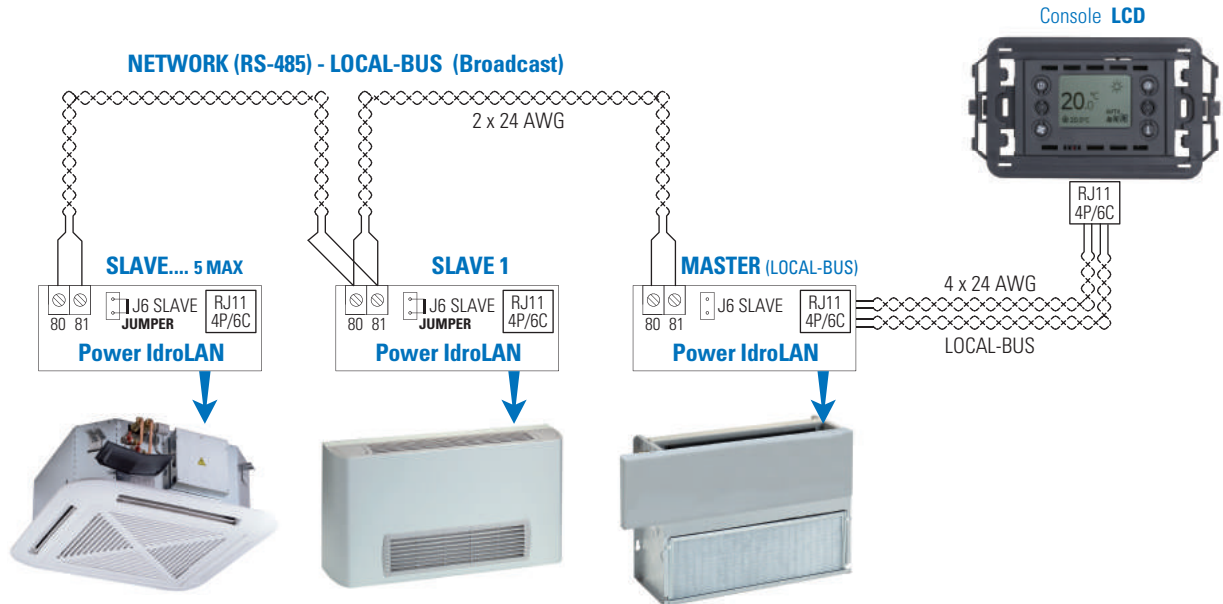 Console LCD
NETWORK (RS-485) - LOCAL-BUS (Broadcast)
2 x 24 AWG
20.0°C
20.0°C
RJ11
4P/6C
SLAVE.... 5 MAX
80 81
J6 SLAVE
JUMPER
RJ11
4P/6C
Power IdroLAN
SLAVE 1
80 81
J6 SLAVE
JUMPER
RJ11
4P/6C
Power IdroLAN
MASTER (LOCAL-BUS)
80 81
J6 SLAVE
RJ11
4P/6C
Power IdroLAN
4 x 24 AWG
LOCAL-BUS